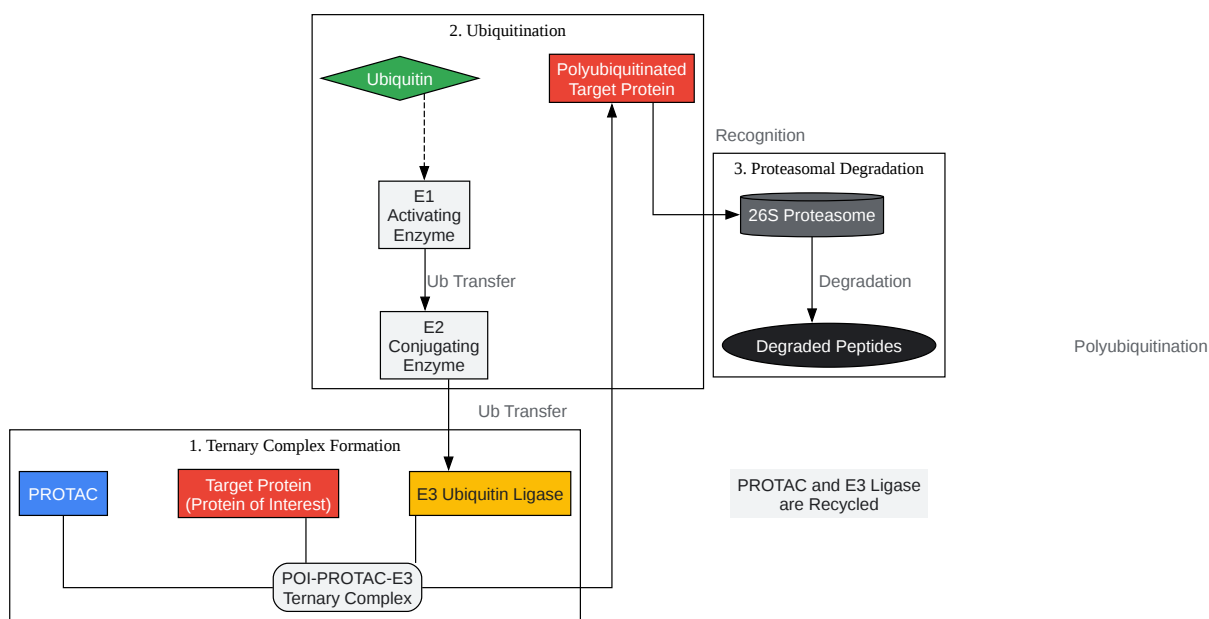 2. Ubiquitination
Ubiquitin
Polyubiquitinated
Target Protein
Recognition
3. Proteasomal Degradation
E1
Activating
Enzyme
26S Proteasome
Ub Transfer
Degradation
E2
Conjugating
Enzyme
Degraded Peptides
Polyubiquitination
Ub Transfer
1. Ternary Complex Formation
PROTAC
Target Protein
(Protein of Interest)
E3 Ubiquitin Ligase
PROTAC and E3 Ligase
are Recycled
POI-PROTAC-E3
Ternary Complex